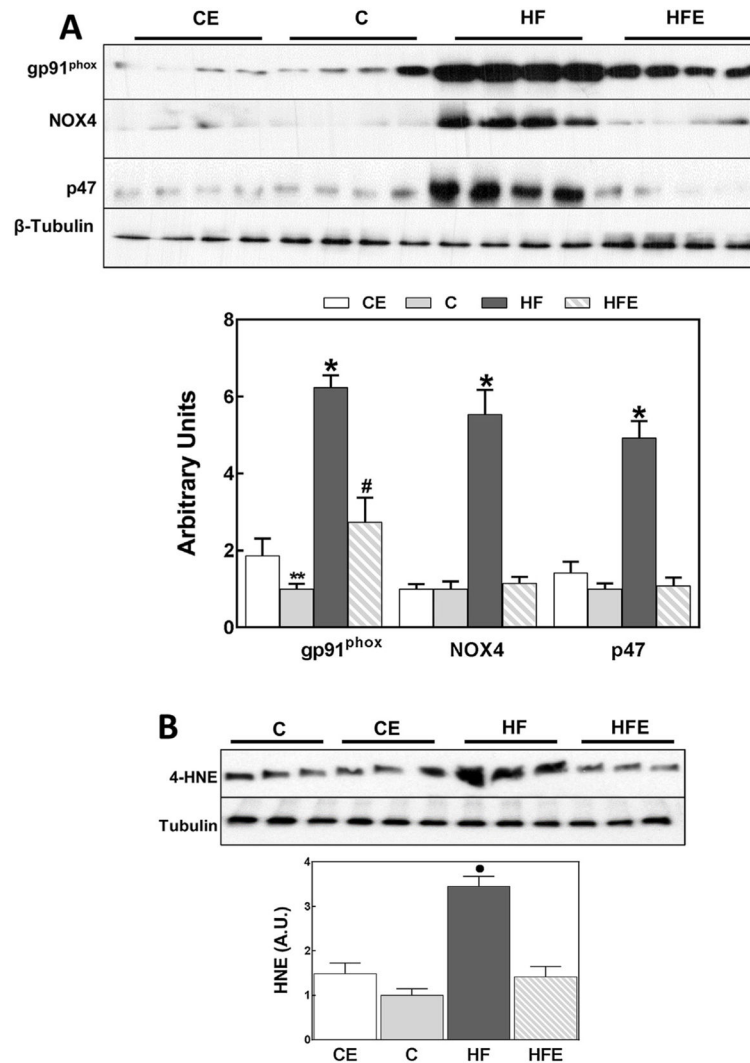 A
CE C HF HFE
gp91phox
NOX4
p47
β-Tubulin
CE C HF HFE
8
6
4
2
0
Arbitrary Units
*
**
#
*
*
gp91phox NOX4 p47
B
C CE HF HFE
4-HNE
Tubulin
4
3
2
1
0
HNE (A.U.)
CE C HF HFE